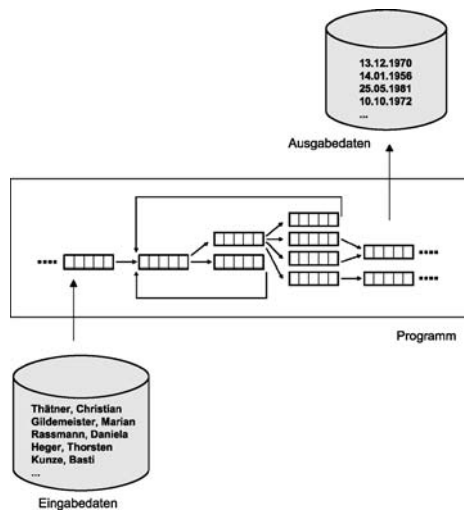 13.12.1970
14.01.1956
25.05.1981
10.10.1972
...
Ausgabedaten
Programm
Thätner, Christian
Gildemeister, Marian
Rassmann, Daniela
Heger, Thorsten
Kunze, Basti
...
Eingabedaten